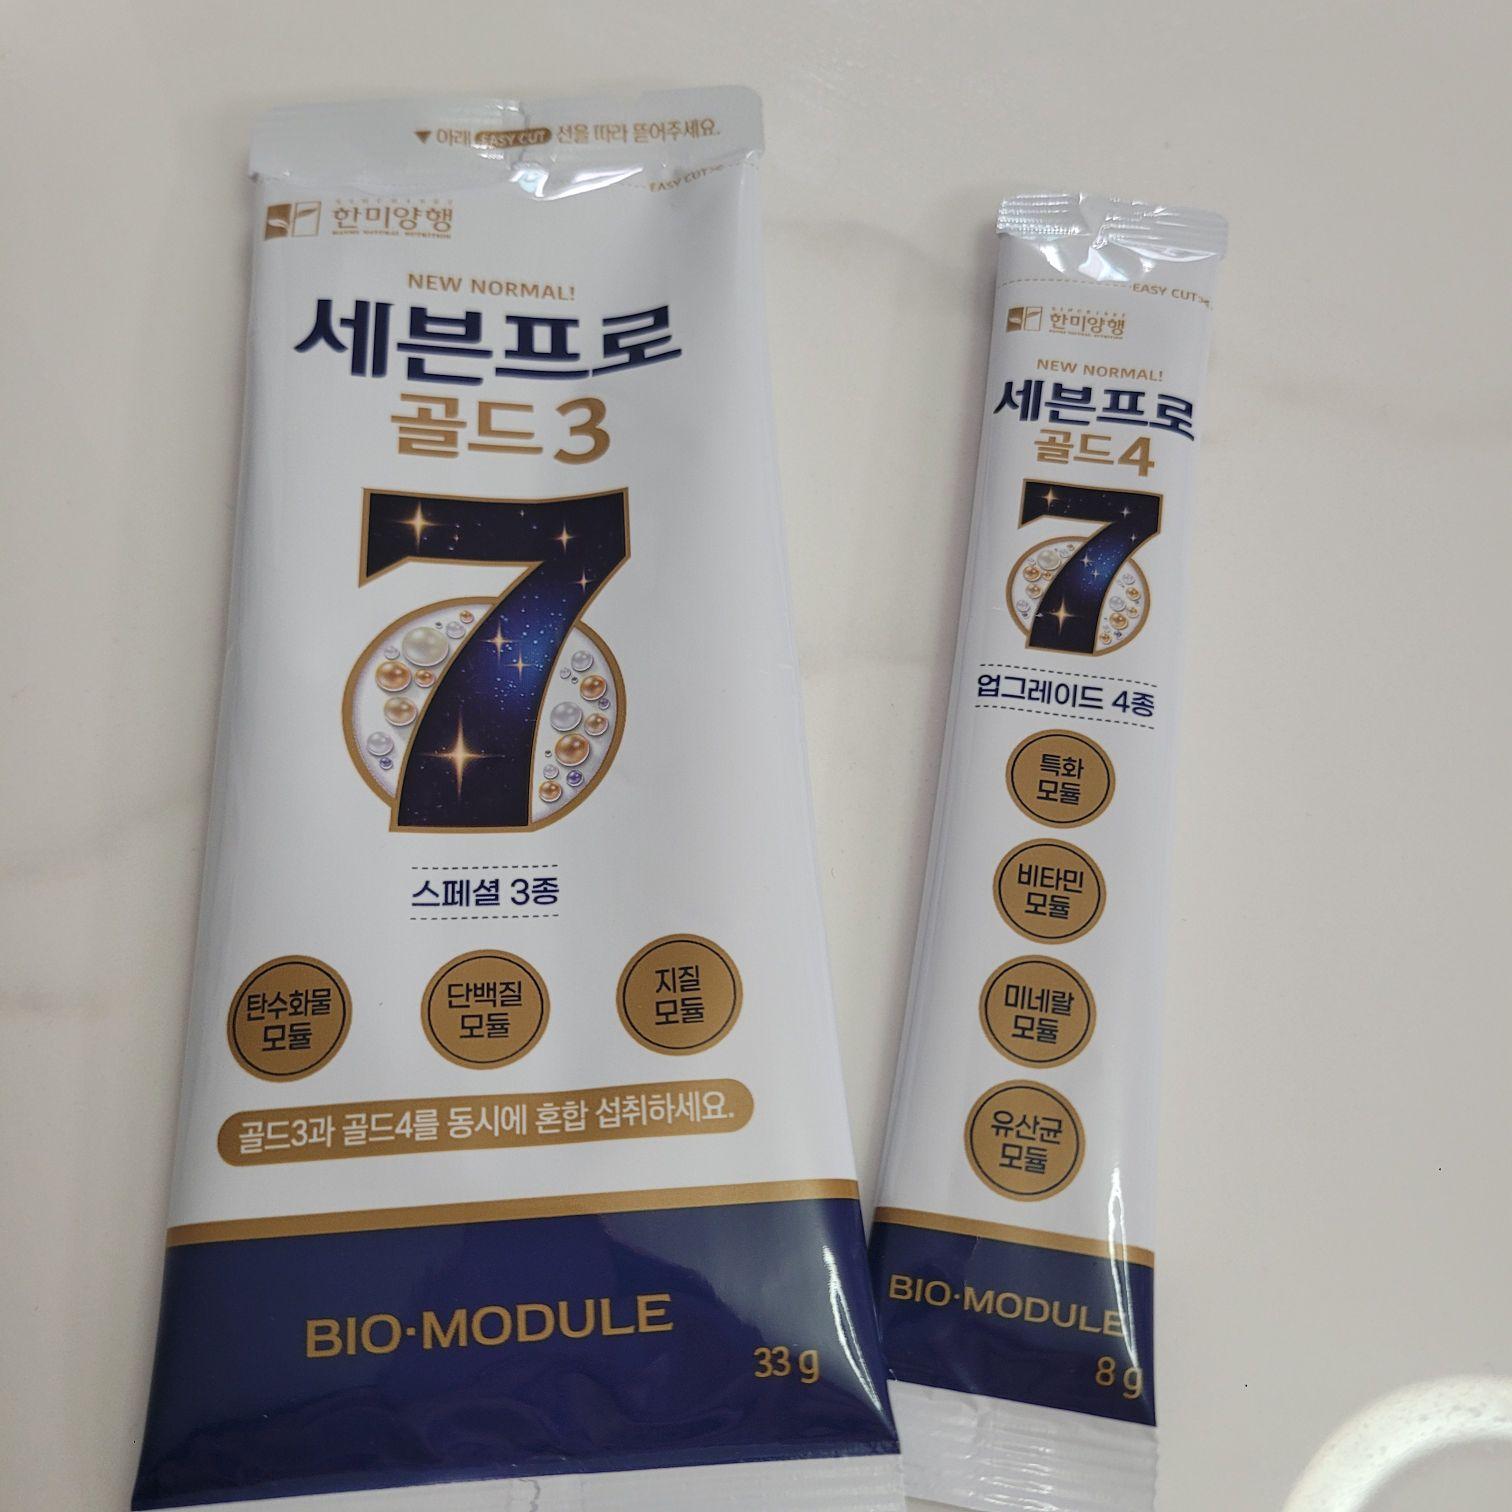 ▼ 아래 EASY CUT 선을 따라 뜯어주세요.
EASY CUT
한미양행
HANMI NATURAL NUTRITION
NEW NORMAL!
세븐프로
골드3
7
스페셜 3종
탄수화물
모듈
단백질
모듈
지질
모듈
골드3과 골드4를 동시에 혼합 섭취하세요.
BIO·MODULE
33 g
EASY CUT
한미양행
NEW NORMAL!
세븐프로
골드4
7
업그레이드 4종
특화
모듈
비타민
모듈
미네랄
모듈
유산균
모듈
BIO·MODULE
8 g